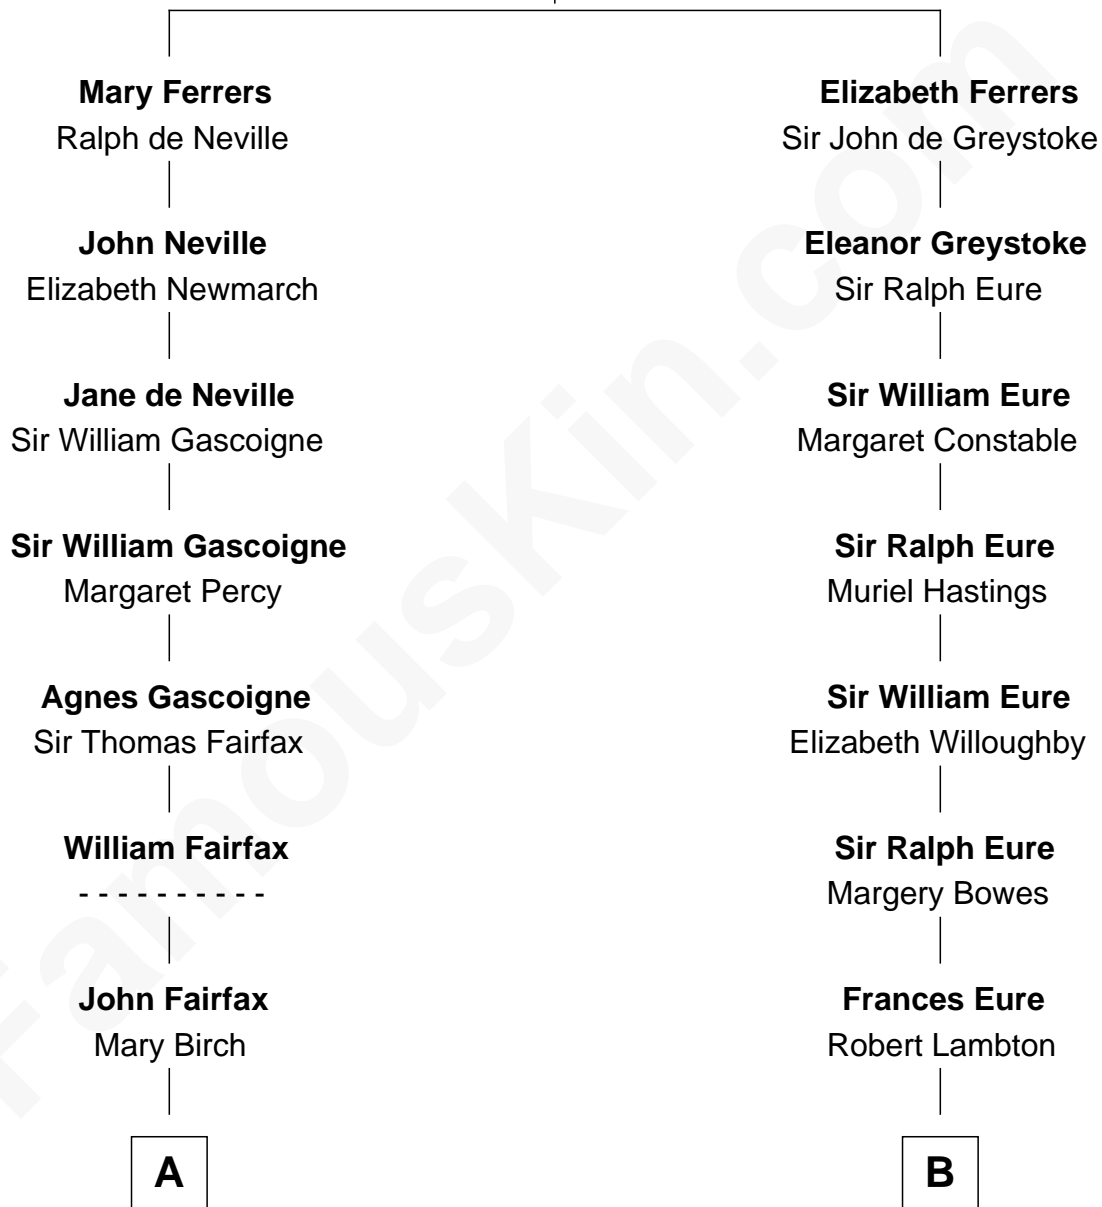 Mary Ferrers
Ralph de Neville
John Neville
Elizabeth Newmarch
Jane de Neville
Sir William Gascoigne
Sir William Gascoigne
Margaret Percy
Agnes Gascoigne
Sir Thomas Fairfax
William Fairfax
- - - - - - - - - -
John Fairfax
Mary Birch
A
Elizabeth Ferrers
Sir John de Greystoke
Eleanor Greystoke
Sir Ralph Eure
Sir William Eure
Margaret Constable
Sir Ralph Eure
Muriel Hastings
Sir William Eure
Elizabeth Willoughby
Sir Ralph Eure
Margery Bowes
Frances Eure
Robert Lambton
B
FamousKin.com